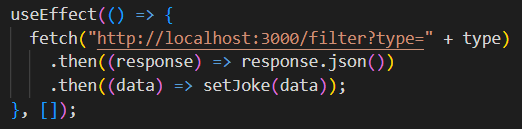 useEffect(() => {
  fetch("http://localhost:3000/filter?type=" + type)
    .then((response) => response.json())
    .then((data) => setJoke(data));
}, []);